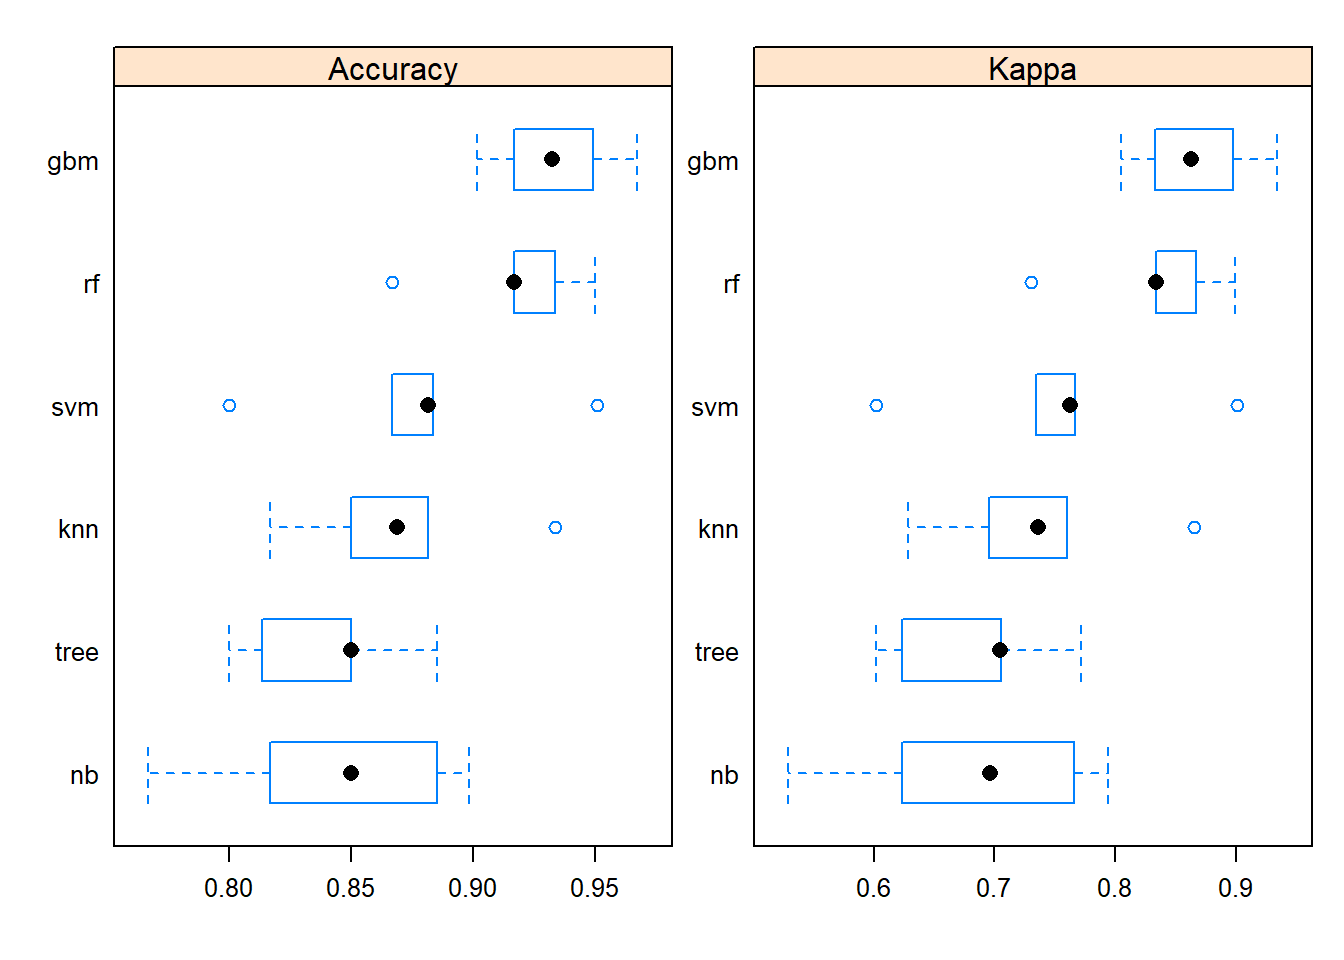 Accuracy
gbm
rf
svm
knn
tree
nb
0.80 0.85 0.90 0.95
Kappa
gbm
rf
svm
knn
tree
nb
0.6 0.7 0.8 0.9